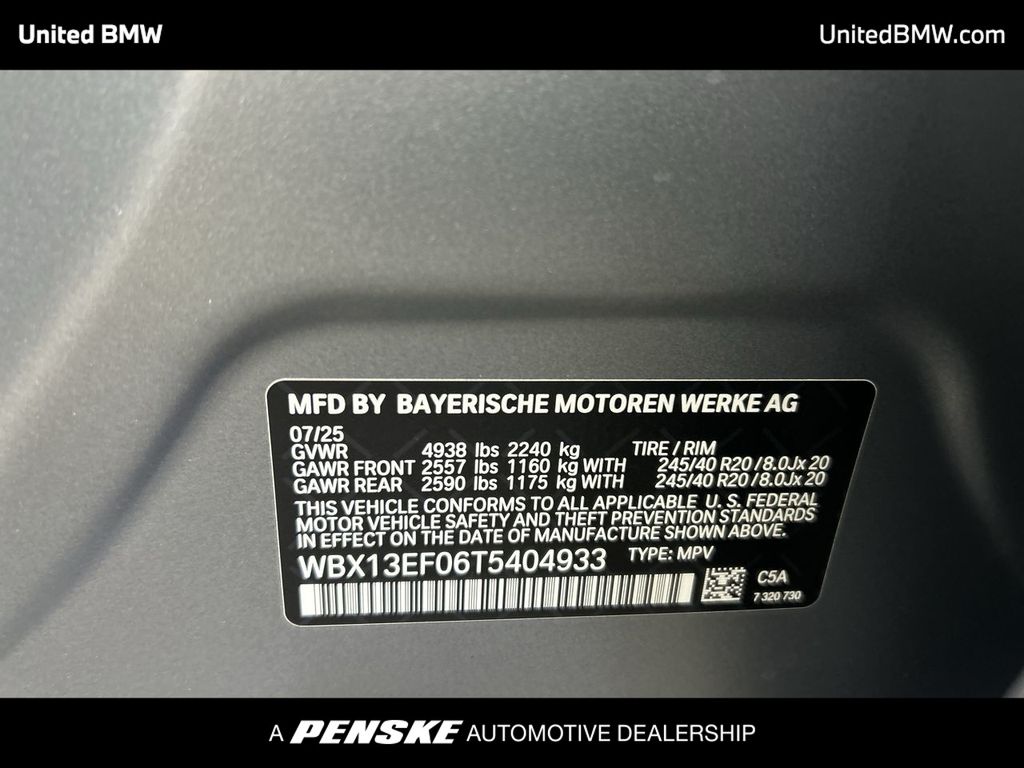 United BMW
UnitedBMW.com
MFD BY BAYERISCHE MOTOREN WERKE AG
07/25
GVWR 4938 lbs 2240 kg TIRE / RIM
GAWR FRONT 2557 lbs 1160 kg WITH 245/40 R20 / 8.0Jx 20
GAWR REAR 2590 lbs 1175 kg WITH 245/40 R20 / 8.0Jx 20
THIS VEHICLE CONFORMS TO ALL APPLICABLE U. S. FEDERAL
MOTOR VEHICLE SAFETY AND THEFT PREVENTION STANDARDS
IN EFFECT ON THE DATE OF MANUFACTURE SHOWN ABOVE.
WBX13EF06T5404933 TYPE: MPV
C5A
7 320 730
A PENSKE AUTOMOTIVE DEALERSHIP